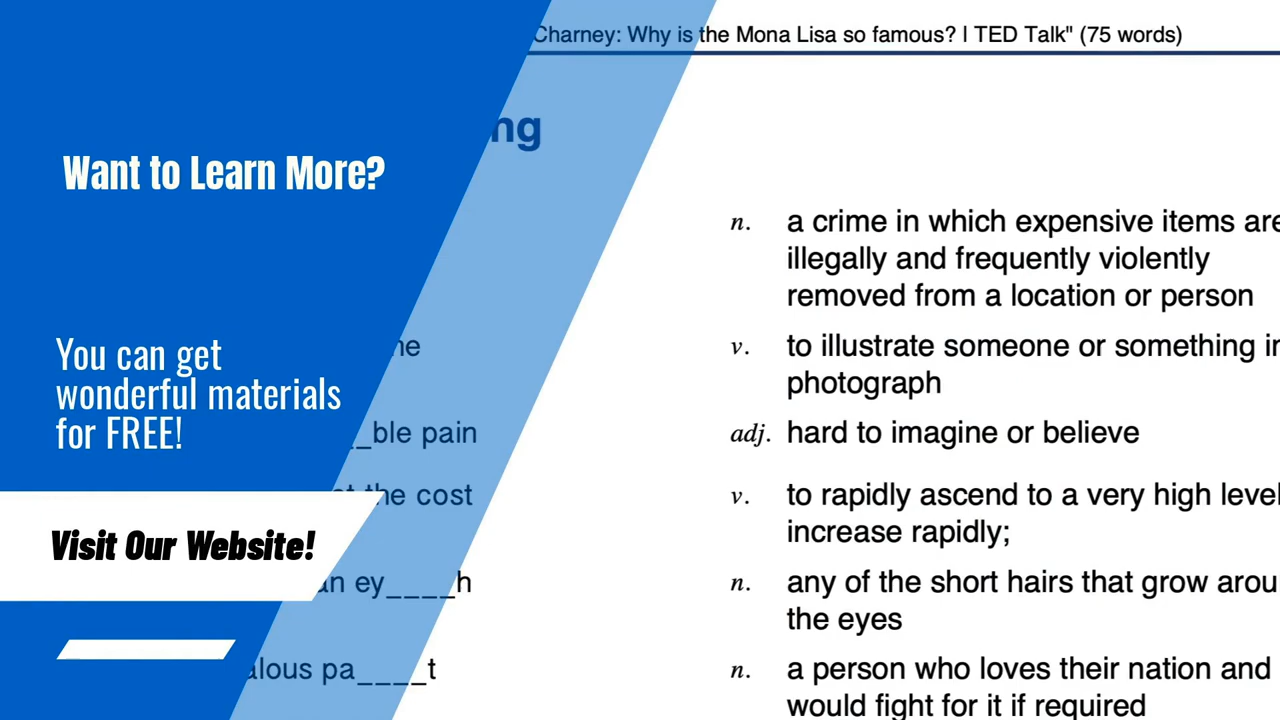 Charney: Why is the Mona Lisa so famous? | TED Talk" (75 words)
ng
Want to Learn More?
You can get
wonderful materials
for FREE!
Visit Our Website!
n. a crime in which expensive items are
illegally and frequently violently
removed from a location or person
ne v. to illustrate someone or something in
photograph
_ble pain adj. hard to imagine or believe
the cost v. to rapidly ascend to a very high level
increase rapidly;
an ey____h n. any of the short hairs that grow arou
the eyes
alous pa____t n. a person who loves their nation and
would fight for it if required